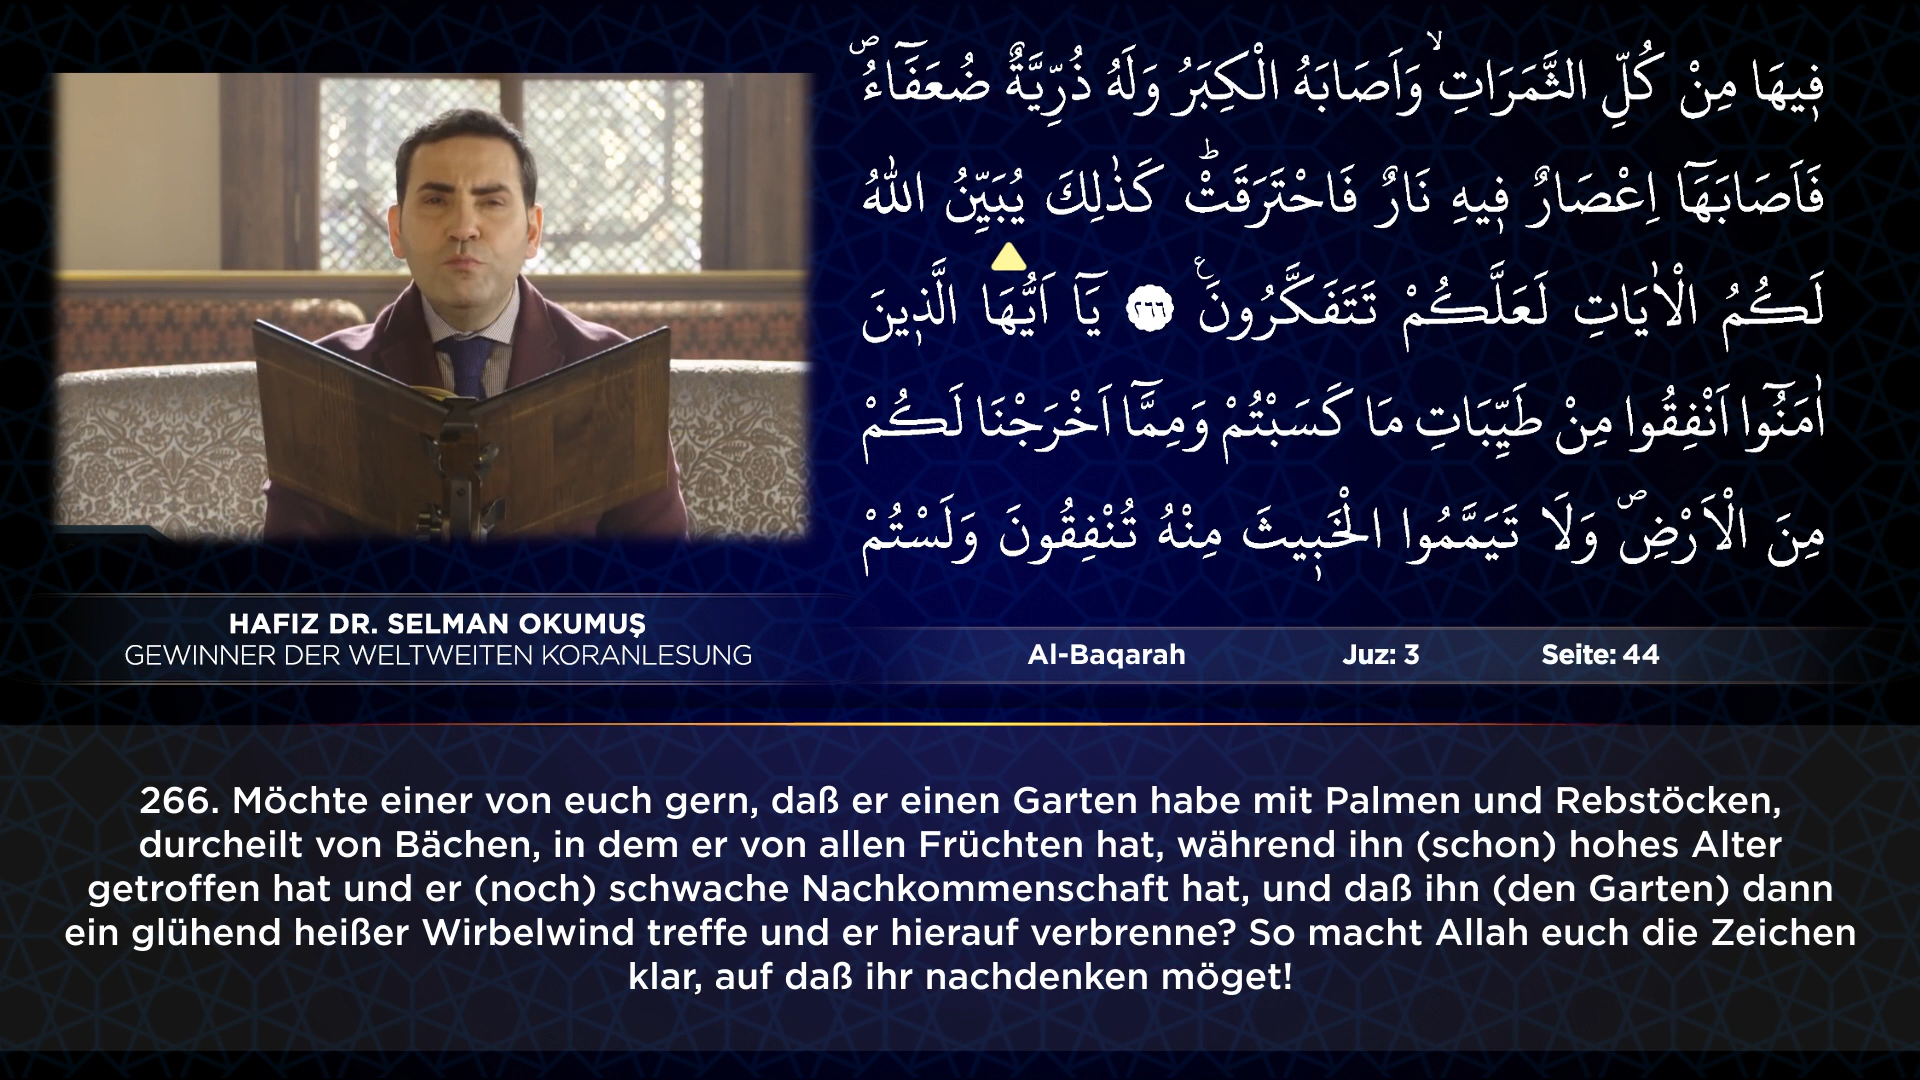 فِيهَا مِنْ كُلِّ الثَّمَرَاتِۙ وَاَصَابَهُ الْكِبَرُ وَلَهُ ذُرِّيَّةٌ ضُعَفَٓاءُۖ
فَاَصَابَهَٓا اِعْصَارٌ فِيهِ نَارٌ فَاحْتَرَقَتْۜ كَذٰلِكَ يُبَيِّنُ اللّٰهُ
لَكُمُ الْاٰيَاتِ لَعَلَّكُمْ تَتَفَكَّرُونَ۟ ﴿٢٦٦﴾ يَٓا اَيُّهَا الَّذِينَ
اٰمَنُٓوا اَنْفِقُوا مِنْ طَيِّبَاتِ مَا كَسَبْتُمْ وَمِمَّٓا اَخْرَجْنَا لَكُمْ
مِنَ الْاَرْضِۖ وَلَا تَيَمَّمُوا الْخَبِيثَ مِنْهُ تُنْفِقُونَ وَلَسْتُمْ
HAFIZ DR. SELMAN OKUMUŞ
GEWINNER DER WELTWEITEN KORANLESUNG
Al-Baqarah Juz: 3 Seite: 44
266. Möchte einer von euch gern, daß er einen Garten habe mit Palmen und Rebstöcken,
durcheilt von Bächen, in dem er von allen Früchten hat, während ihn (schon) hohes Alter
getroffen hat und er (noch) schwache Nachkommenschaft hat, und daß ihn (den Garten) dann
ein glühend heißer Wirbelwind treffe und er hierauf verbrenne? So macht Allah euch die Zeichen
klar, auf daß ihr nachdenken möget!